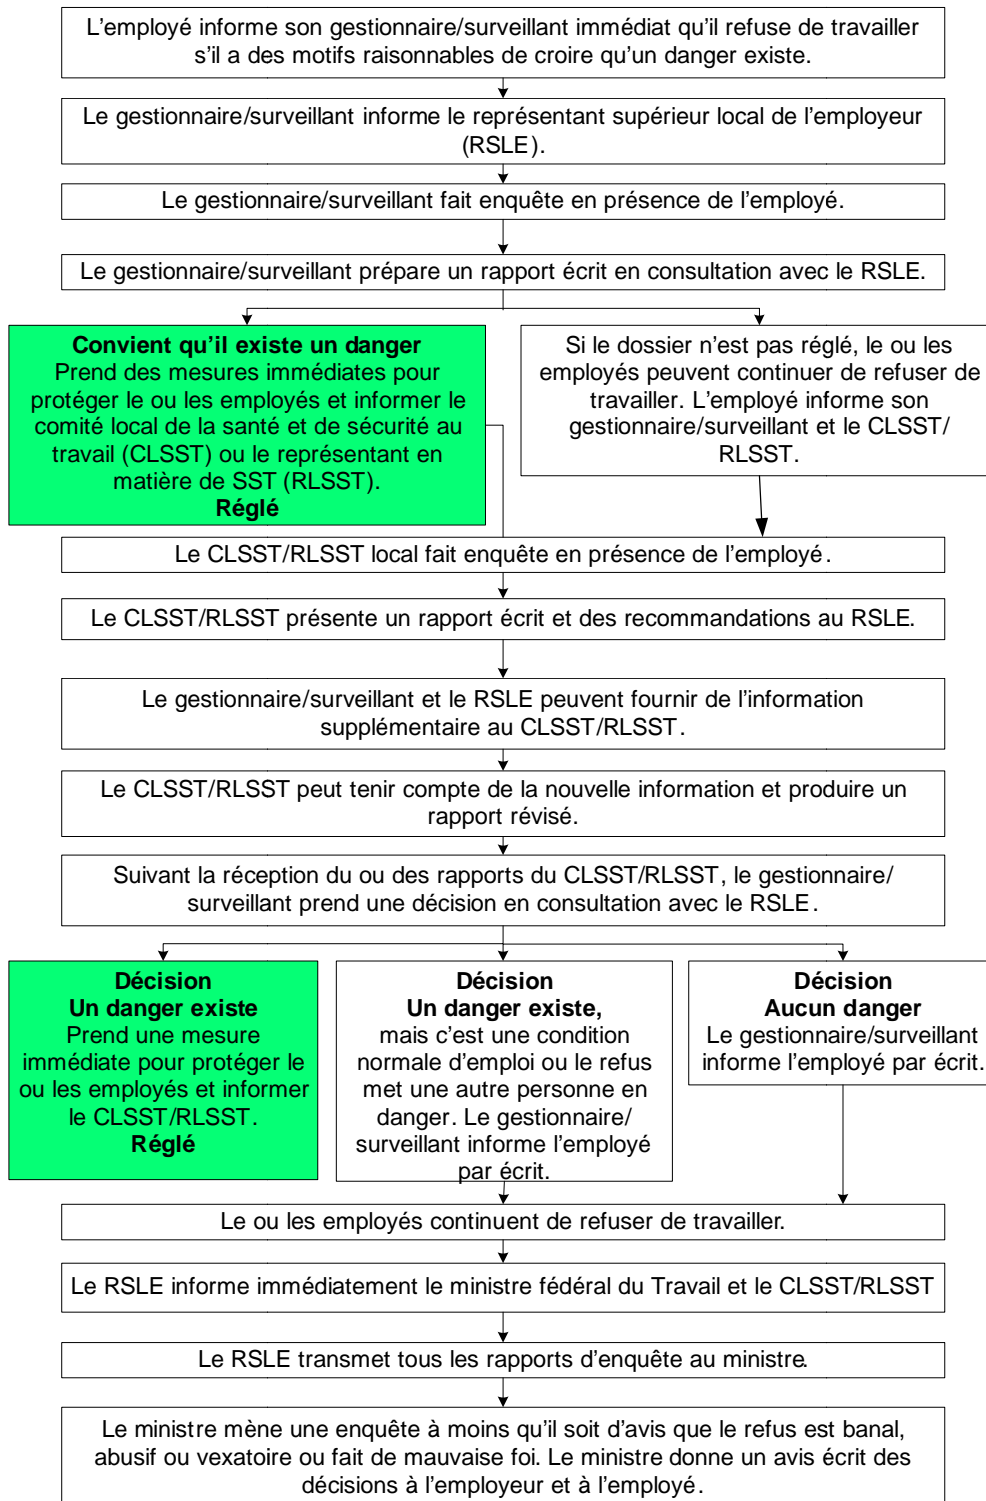 L'employé informe son gestionnaire/surveillant immédiat qu'il refuse de travailler
s'il a des motifs raisonnables de croire qu'un danger existe.
Le gestionnaire/surveillant informe le représentant supérieur local de l'employeur
(RSLE).
Le gestionnaire/surveillant fait enquête en présence de l'employé.
Le gestionnaire/surveillant prépare un rapport écrit en consultation avec le RSLE.
Convient qu'il existe un danger
Prend des mesures immédiates pour
protéger le ou les employés et informer le
comité local de la santé et de sécurité au
travail (CLSST) ou le représentant en
matière de SST (RLSST).
Réglé
Si le dossier n'est pas réglé, le ou les
employés peuvent continuer de refuser de
travailler. L'employé informe son
gestionnaire/surveillant et le CLSST/
RLSST.
Le CLSST/RLSST local fait enquête en présence de l'employé.
Le CLSST/RLSST présente un rapport écrit et des recommandations au RSLE.
Le gestionnaire/surveillant et le RSLE peuvent fournir de l'information
supplémentaire au CLSST/RLSST.
Le CLSST/RLSST peut tenir compte de la nouvelle information et produire un
rapport révisé.
Suivant la réception du ou des rapports du CLSST/RLSST, le gestionnaire/
surveillant prend une décision en consultation avec le RSLE.
Décision
Un danger existe
Prend une mesure
immédiate pour protéger le
ou les employés et informer
le CLSST/RLSST.
Réglé
Décision
Un danger existe,
mais c'est une condition
normale d'emploi ou le refus
met une autre personne en
danger. Le gestionnaire/
surveillant informe l'employé
par écrit.
Décision
Aucun danger
Le gestionnaire/surveillant
informe l'employé par écrit.
Le ou les employés continuent de refuser de travailler.
Le RSLE informe immédiatement le ministre fédéral du Travail et le CLSST/RLSST
Le RSLE transmet tous les rapports d'enquête au ministre.
Le ministre mène une enquête à moins qu'il soit d'avis que le refus est banal,
abusif ou vexatoire ou fait de mauvaise foi. Le ministre donne un avis écrit des
décisions à l'employeur et à l'employé.